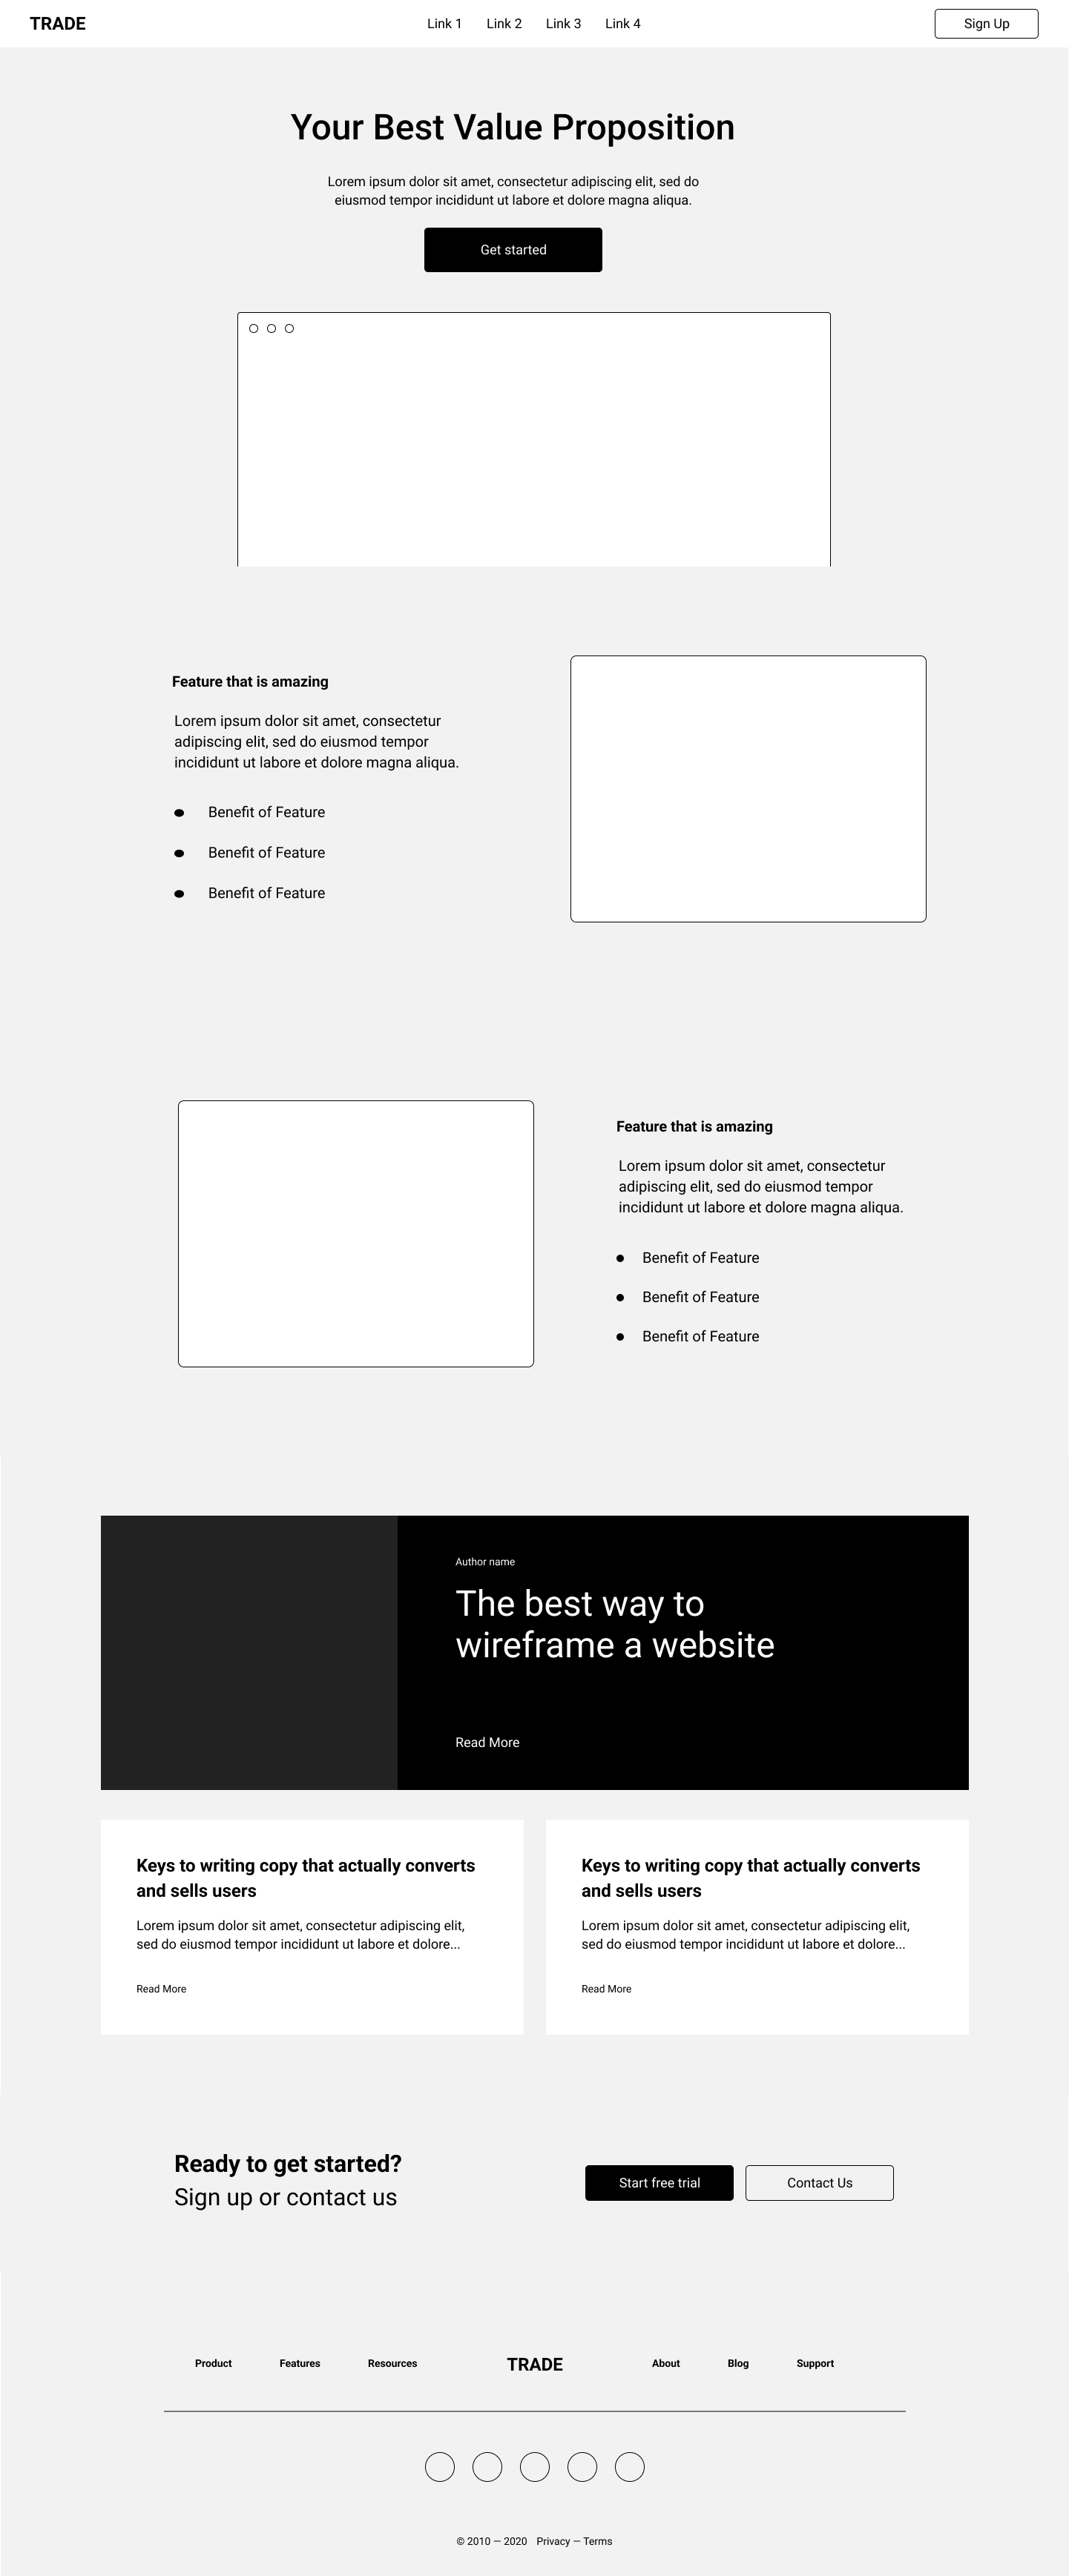 TRADE
Link 1 Link 2 Link 3 Link 4
Sign Up
Your Best Value Proposition
Lorem ipsum dolor sit amet, consectetur adipiscing elit, sed do
eiusmod tempor incididunt ut labore et dolore magna aliqua.
Get started
Feature that is amazing
Lorem ipsum dolor sit amet, consectetur
adipiscing elit, sed do eiusmod tempor
incididunt ut labore et dolore magna aliqua.
Benefit of Feature
Benefit of Feature
Benefit of Feature
Feature that is amazing
Lorem ipsum dolor sit amet, consectetur
adipiscing elit, sed do eiusmod tempor
incididunt ut labore et dolore magna aliqua.
Benefit of Feature
Benefit of Feature
Benefit of Feature
Author name
The best way to
wireframe a website
Read More
Keys to writing copy that actually converts
and sells users
Lorem ipsum dolor sit amet, consectetur adipiscing elit,
sed do eiusmod tempor incididunt ut labore et dolore...
Read More
Keys to writing copy that actually converts
and sells users
Lorem ipsum dolor sit amet, consectetur adipiscing elit,
sed do eiusmod tempor incididunt ut labore et dolore...
Read More
Ready to get started?
Sign up or contact us
Start free trial
Contact Us
Product Features Resources TRADE About Blog Support
© 2010 — 2020 Privacy — Terms